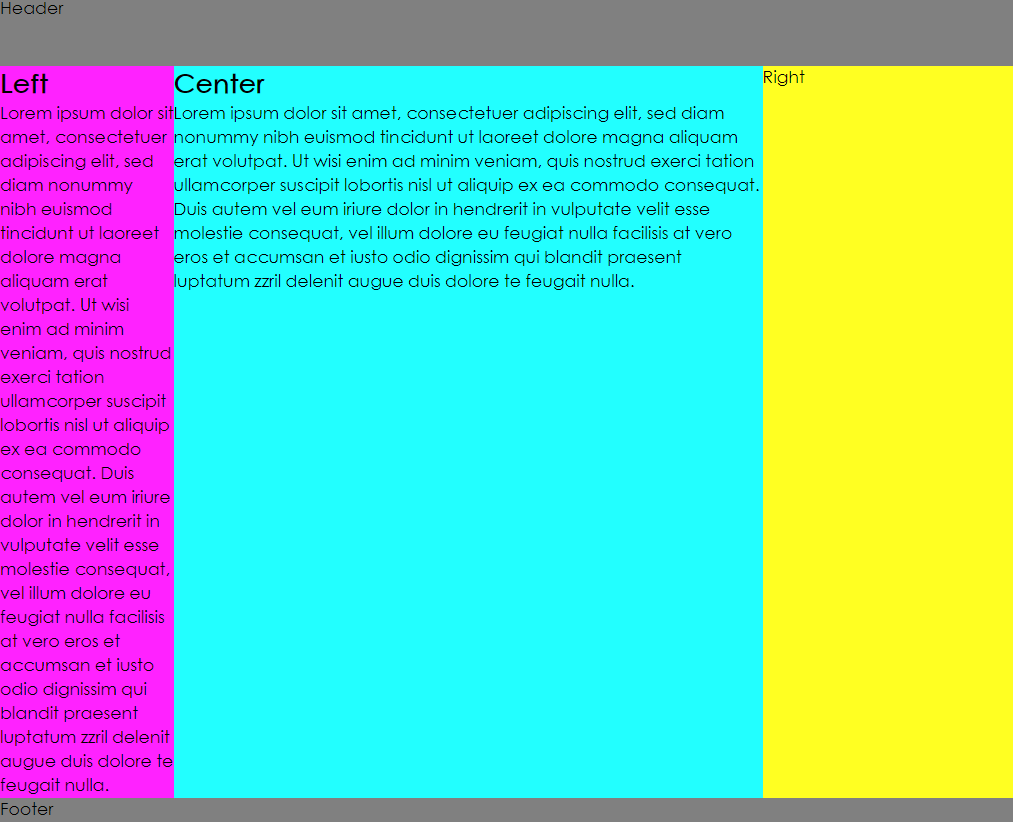 Header
Left
Lorem ipsum dolor sit
amet, consectetuer
adipiscing elit, sed
diam nonummy
nibh euismod
tincidunt ut laoreet
dolore magna
aliquam erat
volutpat. Ut wisi
enim ad minim
veniam, quis nostrud
exerci tation
ullamcorper suscipit
lobortis nisl ut aliquip
ex ea commodo
consequat. Duis
autem vel eum iriure
dolor in hendrerit in
vulputate velit esse
molestie consequat,
vel illum dolore eu
feugiat nulla facilisis
at vero eros et
accumsan et iusto
odio dignissim qui
blandit praesent
luptatum zzril delenit
augue duis dolore te
feugait nulla.
Center
Lorem ipsum dolor sit amet, consectetuer adipiscing elit, sed diam
nonummy nibh euismod tincidunt ut laoreet dolore magna aliquam
erat volutpat. Ut wisi enim ad minim veniam, quis nostrud exerci tation
ullamcorper suscipit lobortis nisl ut aliquip ex ea commodo consequat.
Duis autem vel eum iriure dolor in hendrerit in vulputate velit esse
molestie consequat, vel illum dolore eu feugiat nulla facilisis at vero
eros et accumsan et iusto odio dignissim qui blandit praesent
luptatum zzril delenit augue duis dolore te feugait nulla.
Right
Footer